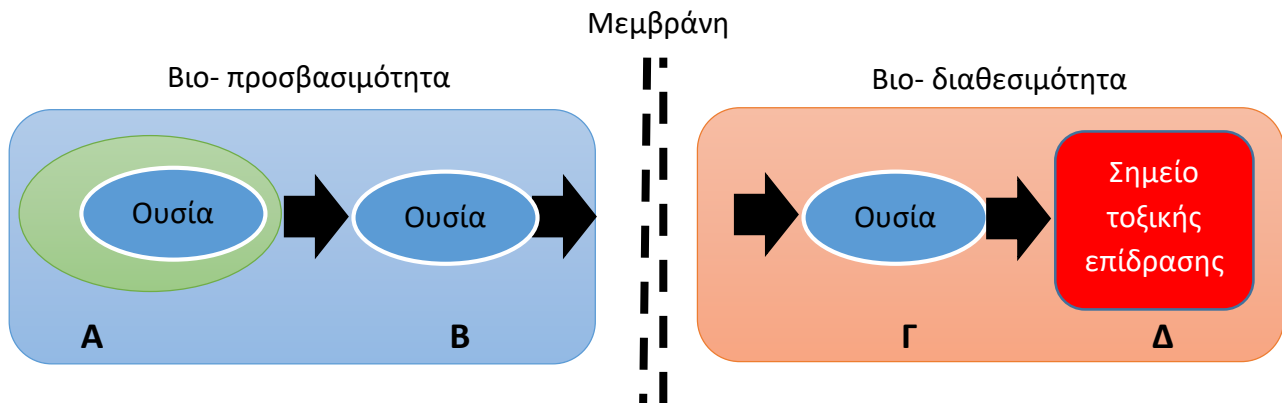 Μεμβράνη
Βιο- προσβασιμότητα
Βιο- διαθεσιμότητα
Ουσία
Ουσία
Ουσία
Σημείο
τοξικής
επίδρασης
Α
Β
Γ
Δ